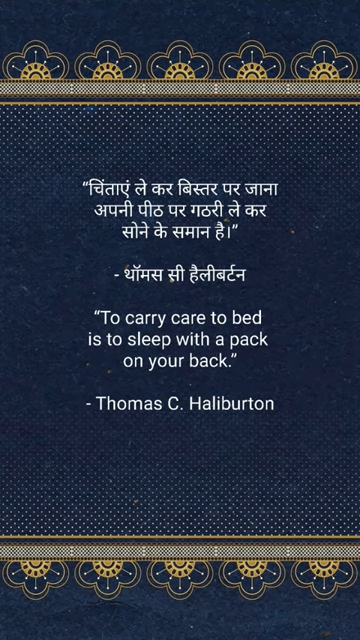 “चिंताएं ले कर बिस्तर पर जाना
अपनी पीठ पर गठरी ले कर
सोने के समान है।”
- थॉमस सी हैलीबर्टन
“To carry care to bed
is to sleep with a pack
on your back.”
- Thomas C. Haliburton